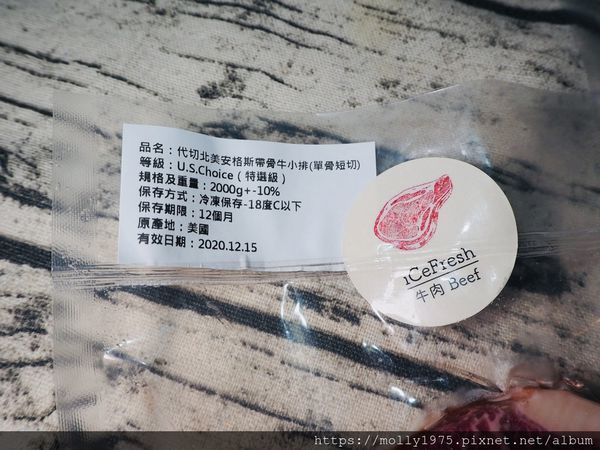 品名：代切北美安格斯帶骨牛小排(單骨短切)
等級：U.S.Choice（特選級）
規格及重量：2000g+-10%
保存方式：冷凍保存-18度C以下
保存期限：12個月
原產地：美國
有效日期：2020.12.15
iCeFresh
牛肉 Beef
https://molly1975.pixnet.net/album